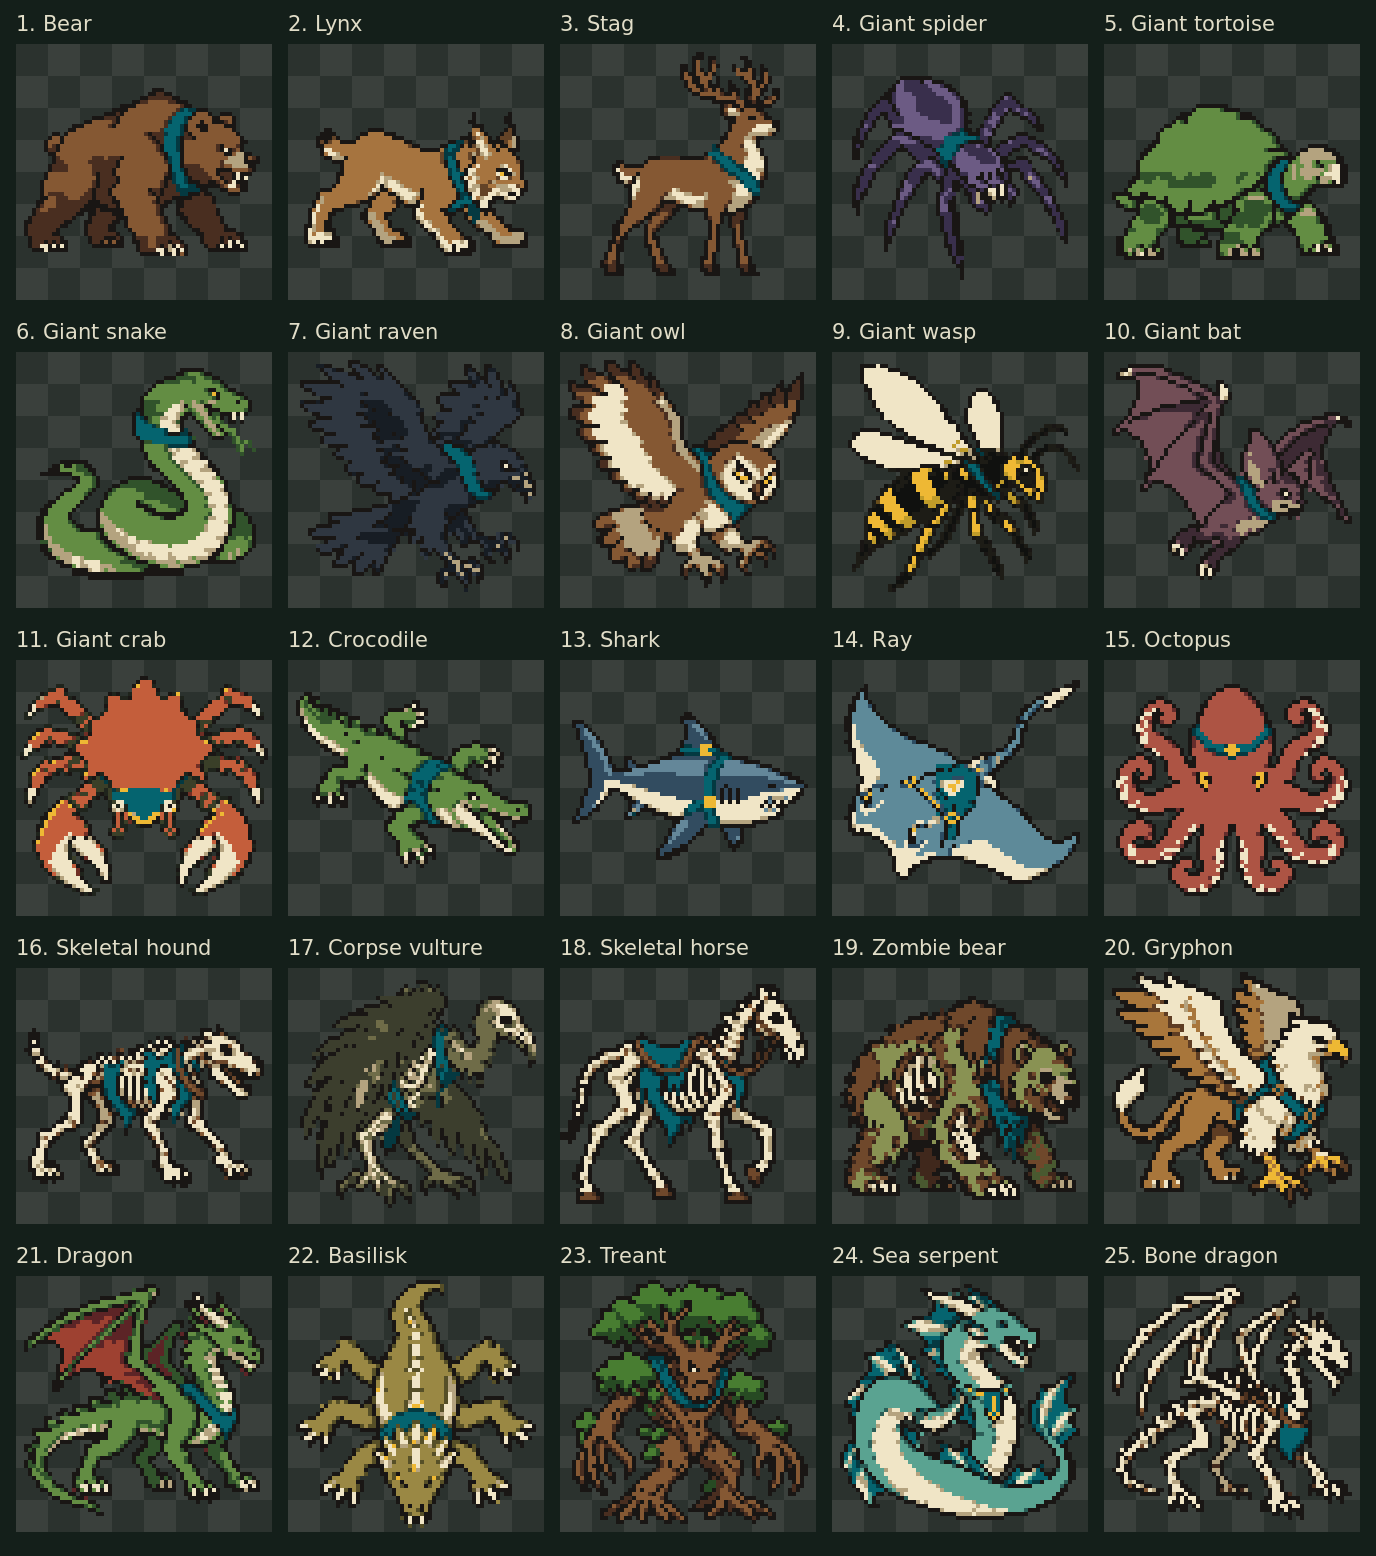 1. Bear
2. Lynx
3. Stag
4. Giant spider
5. Giant tortoise
6. Giant snake
7. Giant raven
8. Giant owl
9. Giant wasp
10. Giant bat
11. Giant crab
12. Crocodile
13. Shark
14. Ray
15. Octopus
16. Skeletal hound
17. Corpse vulture
18. Skeletal horse
19. Zombie bear
20. Gryphon
21. Dragon
22. Basilisk
23. Treant
24. Sea serpent
25. Bone dragon